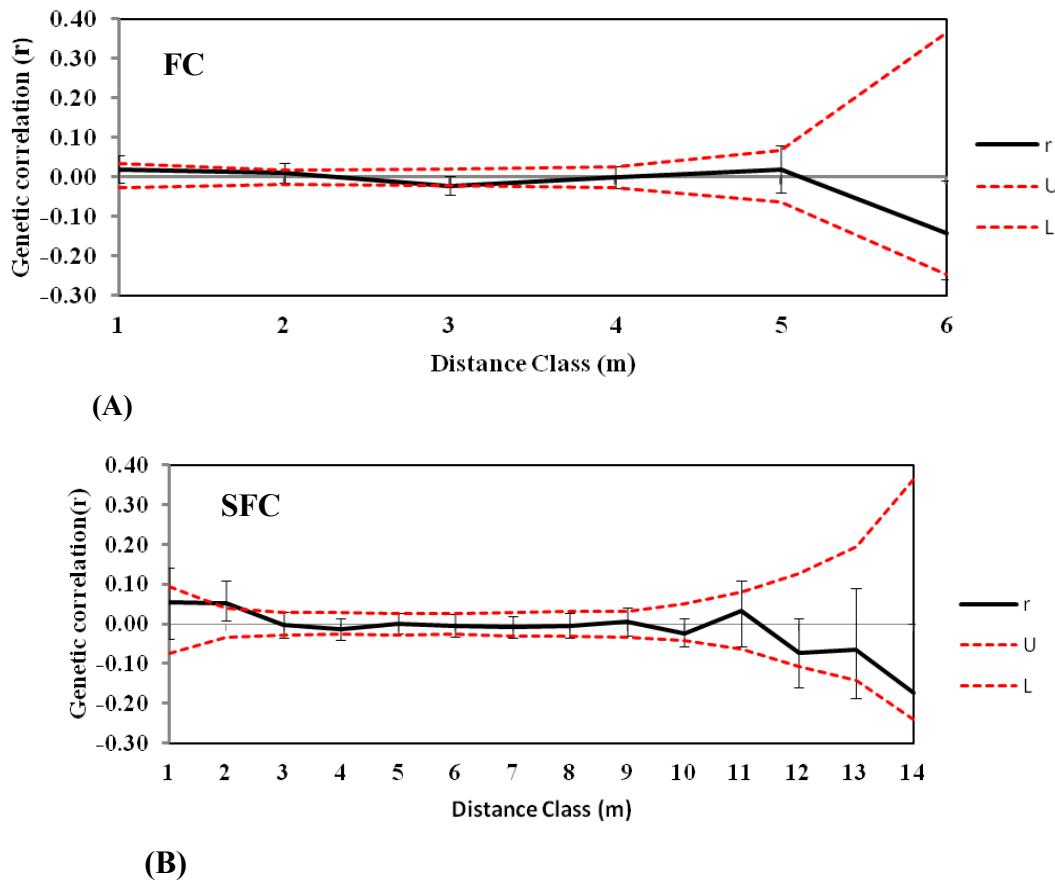 0.40
0.30
0.20
0.10
0.00
-0.10
-0.20
-0.30
Genetic correlation (r)
FC
1 2 3 4 5 6
Distance Class (m)
r
U
L
(A)
0.40
0.30
0.20
0.10
0.00
-0.10
-0.20
-0.30
Genetic correlation(r)
SFC
1 2 3 4 5 6 7 8 9 10 11 12 13 14
Distance Class (m)
r
U
L
(B)